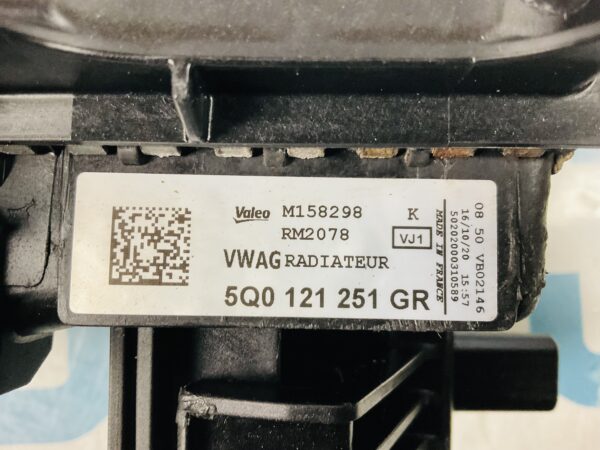 Valeo M158298 K
RM2078 VJ1
VWAG RADIATEUR
5Q0 121 251 GR
MADE IN FRANCE
50202000310589
16/10/20 15:57
08 50 VB02146